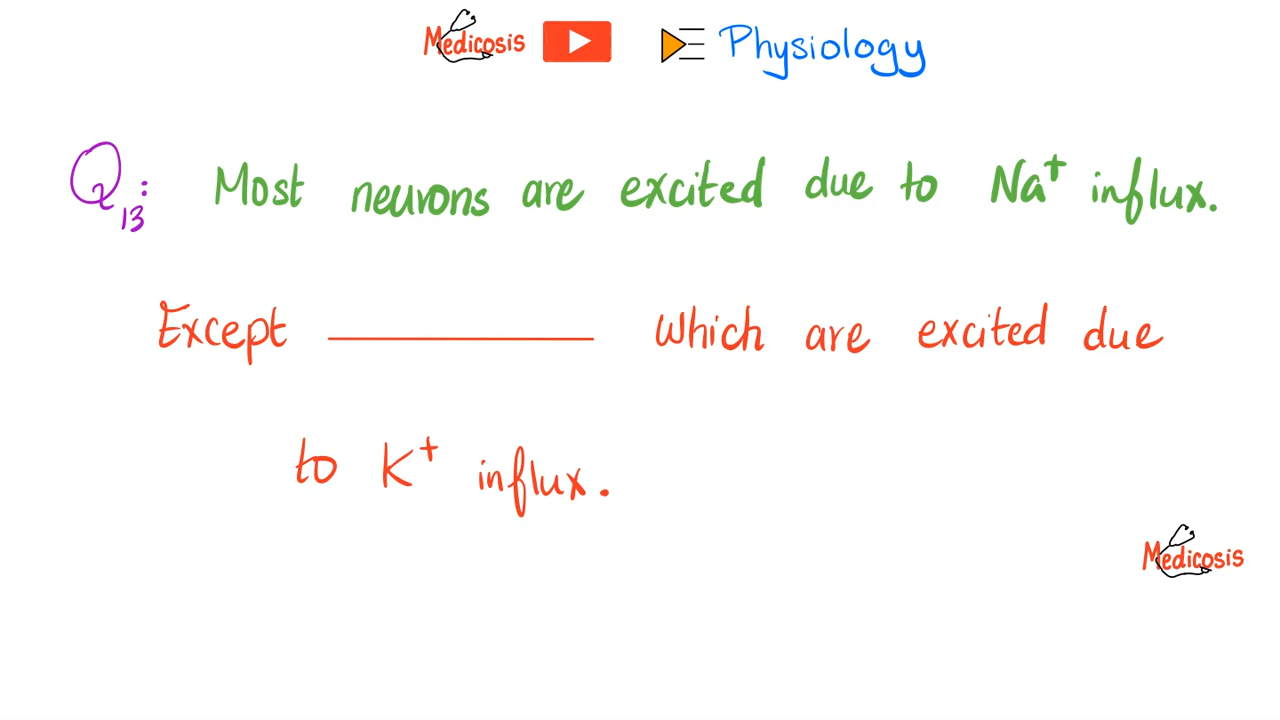 Medicosis Physiology
Q13: Most neurons are excited due to Na+ influx.
Except __________ which are excited due
to K+ influx.
Medicosis